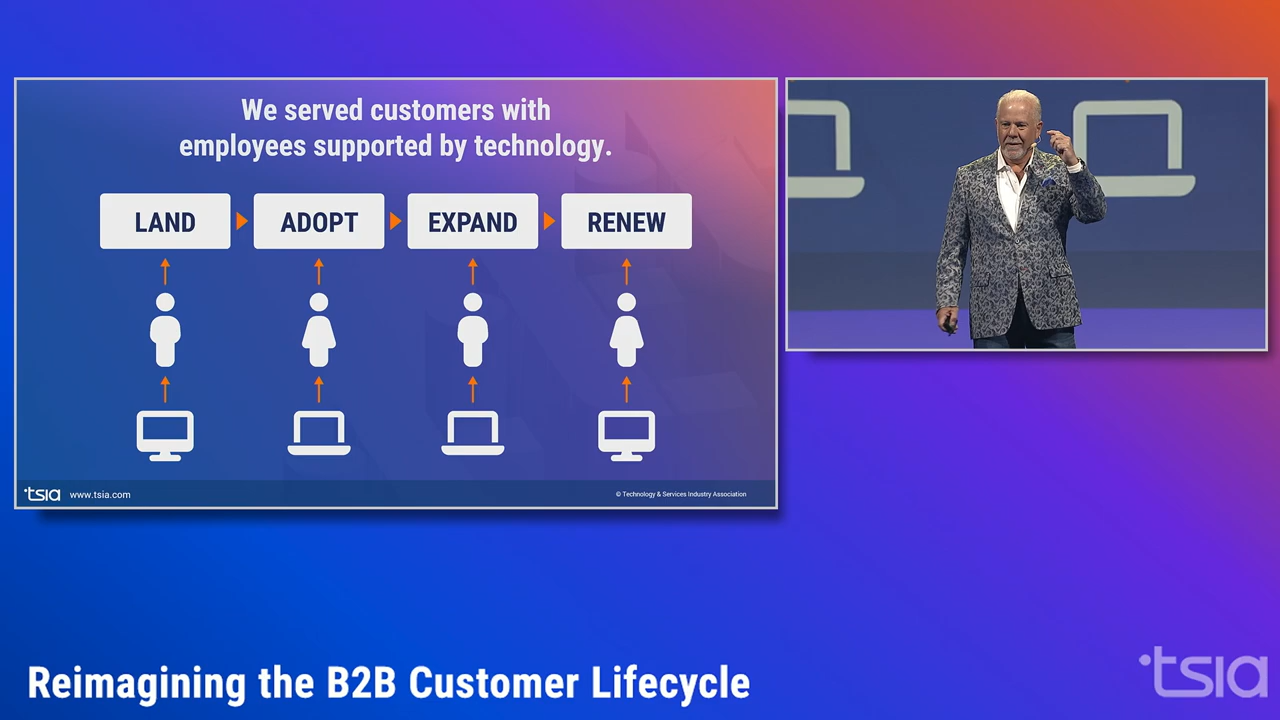 We served customers with
employees supported by technology.
LAND
ADOPT
EXPAND
RENEW
tsia www.tsia.com
© Technology & Services Industry Association
Reimagining the B2B Customer Lifecycle
tsia